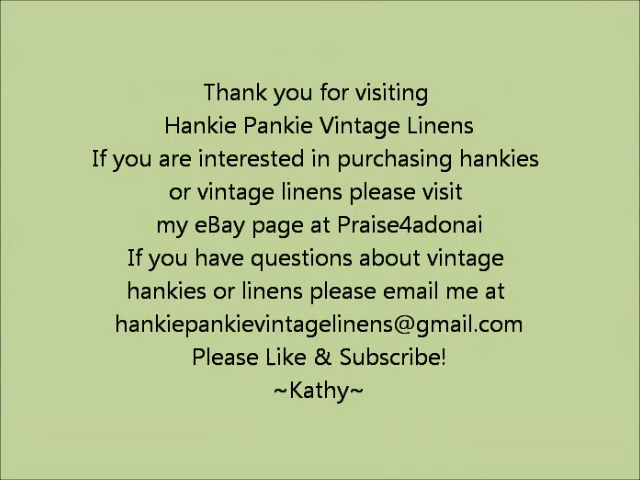 Thank you for visiting
Hankie Pankie Vintage Linens
If you are interested in purchasing hankies
or vintage linens please visit
my eBay page at Praise4adonai
If you have questions about vintage
hankies or linens please email me at
hankiepankievintagelinens@gmail.com
Please Like & Subscribe!
~Kathy~